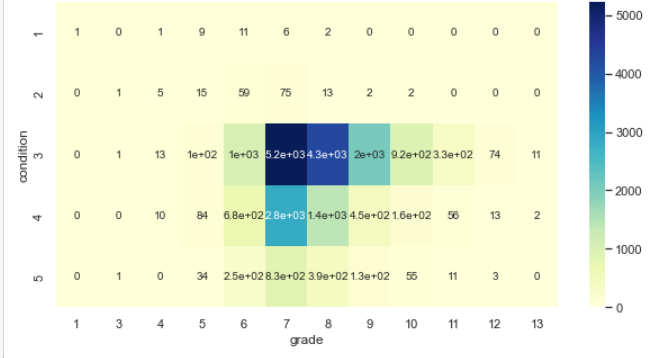 1 0 1 9 11 6 2 0 0 0 0 0
5000
2 0 1 5 15 59 75 13 2 2 0 0 0
4000
condition
3 0 1 13 1e+02 1e+03 5.2e+03 4.3e+03 2e+03 9.2e+02 3.3e+02 74 11
3000
2000
4 0 0 10 84 6.8e+02 2.8e+03 1.4e+03 4.5e+02 1.6e+02 56 13 2
1000
5 0 1 0 34 2.5e+02 8.3e+02 3.9e+02 1.3e+02 55 11 3 0
0
1 3 4 5 6 7 8 9 10 11 12 13
grade